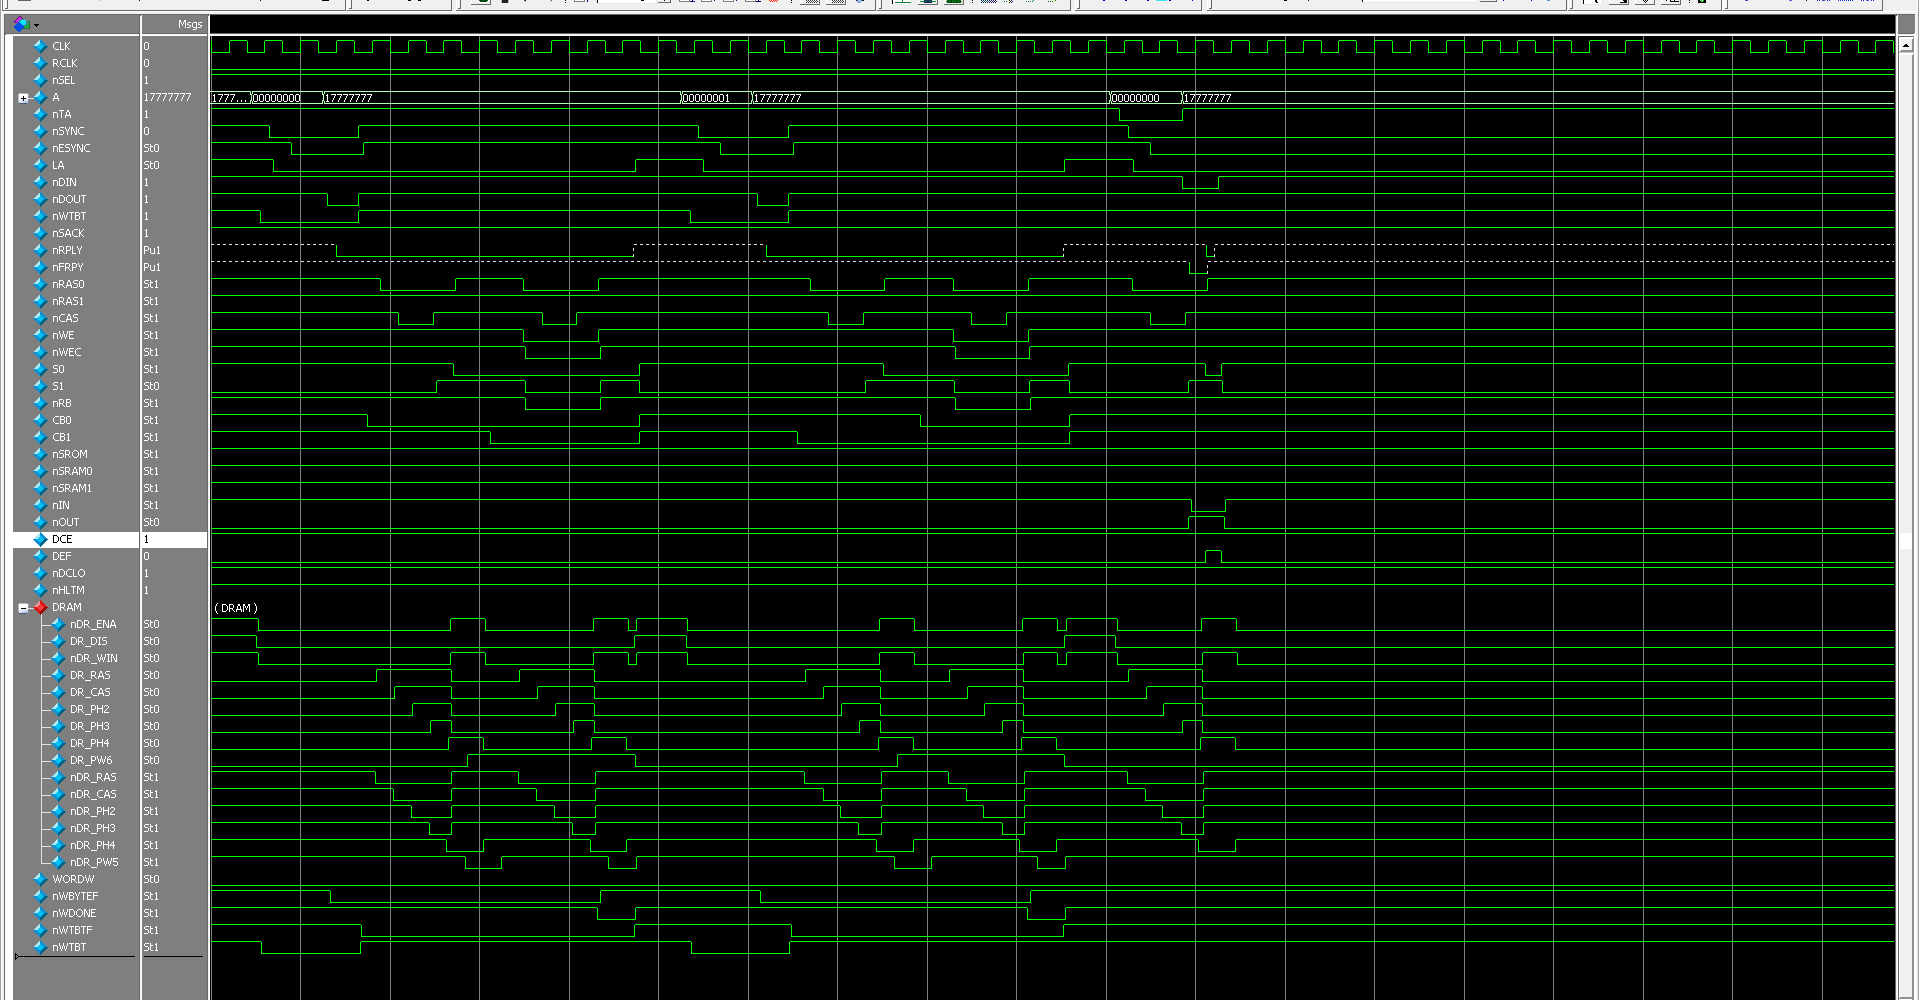 Msgs
CLK 0
RCLK 0
nSEL 1
A 17777777 1777... 00000000 17777777 00000001 17777777 00000000 17777777
nTA 1
nSYNC 0
nESYNC St0
LA St0
nDIN 1
nDOUT 1
nWTBT 1
nSACK 1
nRPLY Pu1
nFRPY Pu1
nRAS0 St1
nRAS1 St1
nCAS St1
nWE St1
nWEC St1
S0 St1
S1 St0
nRB St1
CB0 St1
CB1 St1
nSROM St1
nSRAM0 St1
nSRAM1 St1
nIN St1
nOUT St0
DCE 1
DEF 0
nDCLO 1
nHLTM 1
DRAM (DRAM)
nDR_ENA St0
DR_DIS St0
nDR_WIN St0
DR_RAS St0
DR_CAS St0
DR_PH2 St0
DR_PH3 St0
DR_PH4 St0
DR_PW6 St0
nDR_RAS St1
nDR_CAS St1
nDR_PH2 St1
nDR_PH3 St1
nDR_PH4 St1
nDR_PW5 St1
WORDW St0
nWBYTEF St1
nWDONE St1
nWTBTF St1
nWTBT St1